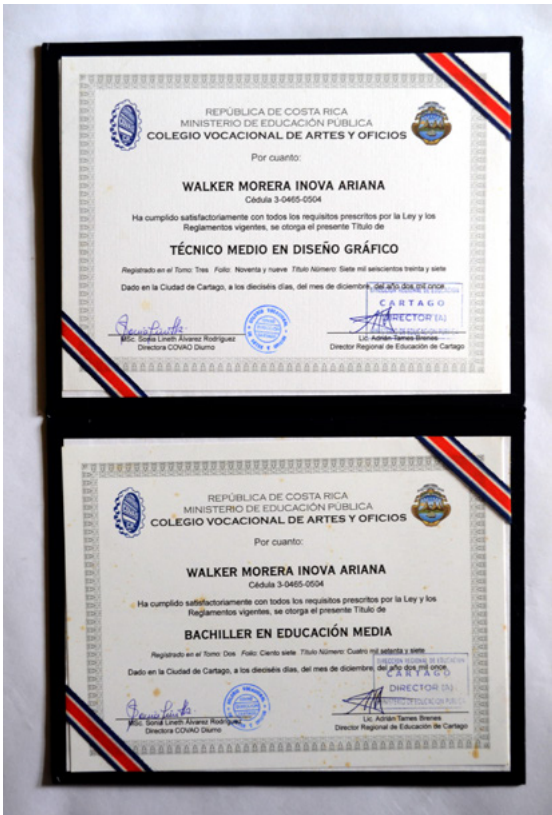 REPÚBLICA DE COSTA RICA
MINISTERIO DE EDUCACIÓN PÚBLICA
COLEGIO VOCACIONAL DE ARTES Y OFICIOS
Por cuanto:
WALKER MORERA INOVA ARIANA
Cédula 3-0465-0504
Ha cumplido satisfactoriamente con todos los requisitos prescritos por la Ley y los
Reglamentos vigentes, se otorga el presente Título de
TÉCNICO MEDIO EN DISEÑO GRÁFICO
Registrado en el Tomo: Tres Folio: Noventa y nueve Título Número: Siete mil seiscientos treinta y siete
Dado en la Ciudad de Cartago, a los dieciséis días, del mes de diciembre, del año dos mil once.
CARTAGO
DIRECTOR (A)
MSc. Sonia Lineth Álvarez Rodríguez
Directora COVAO Diurno
Lic. Adrián Tames Brenes
Director Regional de Educación de Cartago
REPÚBLICA DE COSTA RICA
MINISTERIO DE EDUCACIÓN PÚBLICA
COLEGIO VOCACIONAL DE ARTES Y OFICIOS
Por cuanto:
WALKER MORERA INOVA ARIANA
Cédula 3-0465-0504
Ha cumplido satisfactoriamente con todos los requisitos prescritos por la Ley y los
Reglamentos vigentes, se otorga el presente Título de
BACHILLER EN EDUCACIÓN MEDIA
Registrado en el Tomo: Dos Folio: Ciento siete Título Número: Cuatro mil setenta y siete
Dado en la Ciudad de Cartago, a los dieciséis días, del mes de diciembre, del año dos mil once.
DIRECCION REGIONAL DE EDUCACION
CARTAGO
DIRECTOR (A)
MSc. Sonia Lineth Álvarez Rodríguez
Directora COVAO Diurno
Lic. Adrián Tames Brenes
Director Regional de Educación de Cartago